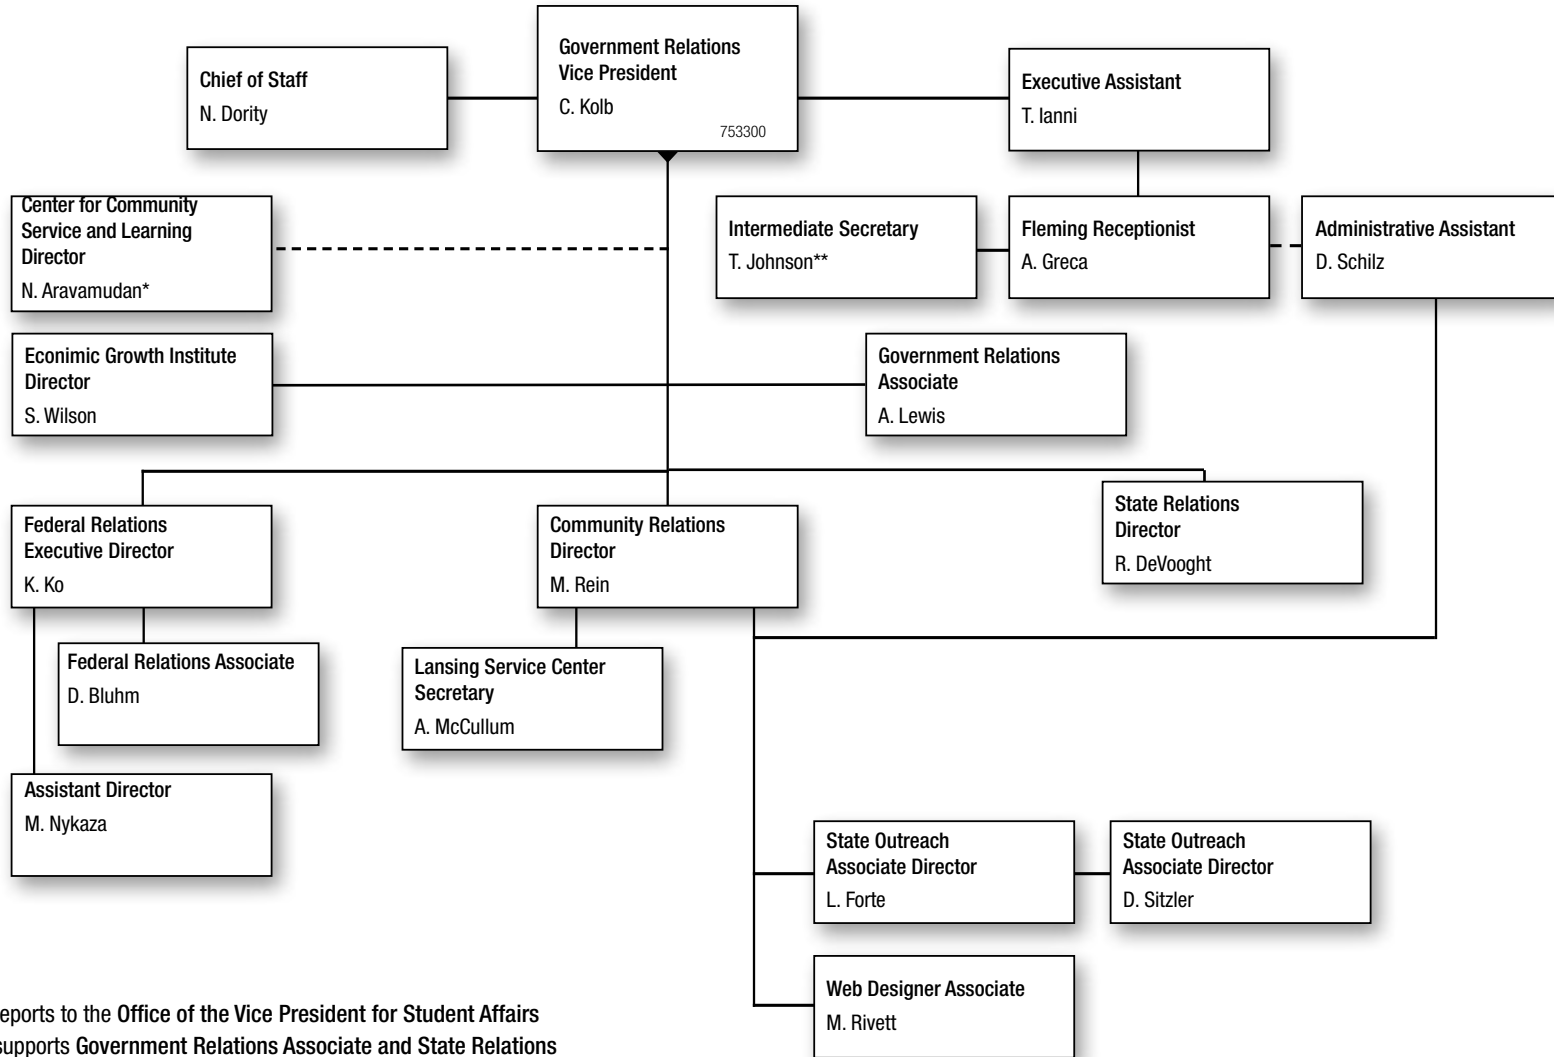 Government Relations
Vice President
C. Kolb
753300
Chief of Staff
N. Dority
Executive Assistant
T. Ianni
Center for Community
Service and Learning
Director
N. Aravamudan*
Intermediate Secretary
T. Johnson**
Fleming Receptionist
A. Greca
Administrative Assistant
D. Schilz
Econimic Growth Institute
Director
S. Wilson
Government Relations
Associate
A. Lewis
Federal Relations
Executive Director
K. Ko
Community Relations
Director
M. Rein
State Relations
Director
R. DeVooght
Federal Relations Associate
D. Bluhm
Lansing Service Center
Secretary
A. McCullum
Assistant Director
M. Nykaza
State Outreach
Associate Director
L. Forte
State Outreach
Associate Director
D. Sitzler
Web Designer Associate
M. Rivett
eports to the Office of the Vice President for Student Affairs
supports Government Relations Associate and State Relations